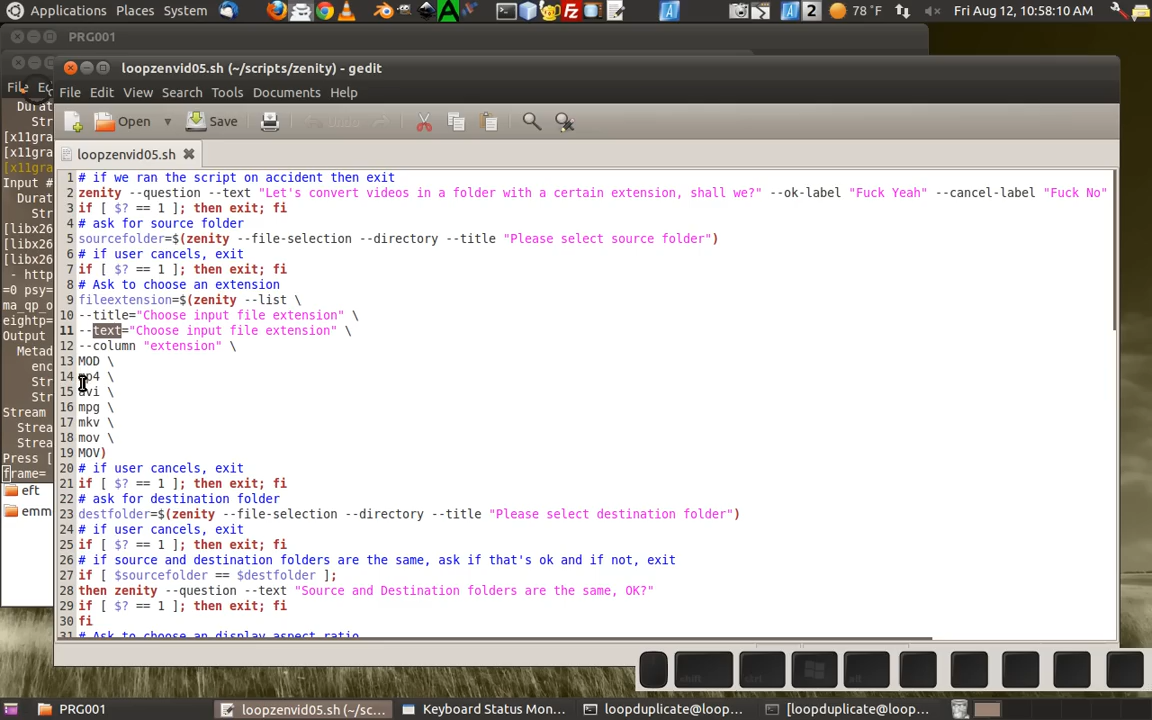 Applications Places System
2 78 °F Fri Aug 12, 10:58:10 AM
PRG001
loopzenvid05.sh (~/scripts/zenity) - gedit
File Edit View Search Tools Documents Help
Open Save Undo
loopzenvid05.sh
1 # if we ran the script on accident then exit
2 zenity --question --text "Let's convert videos in a folder with a certain extension, shall we?" --ok-label "Fuck Yeah" --cancel-label "Fuck No"
3 if [ $? == 1 ]; then exit; fi
4 # ask for source folder
5 sourcefolder=$(zenity --file-selection --directory --title "Please select source folder")
6 # if user cancels, exit
7 if [ $? == 1 ]; then exit; fi
8 # Ask to choose an extension
9 fileextension=$(zenity --list \
10 --title="Choose input file extension" \
11 --text="Choose input file extension" \
12 --column "extension" \
13 MOD \
14 mp4 \
15 avi \
16 mpg \
17 mkv \
18 mov \
19 MOV)
20 # if user cancels, exit
21 if [ $? == 1 ]; then exit; fi
22 # ask for destination folder
23 destfolder=$(zenity --file-selection --directory --title "Please select destination folder")
24 # if user cancels, exit
25 if [ $? == 1 ]; then exit; fi
26 # if source and destination folders are the same, ask if that's ok and if not, exit
27 if [ $sourcefolder == $destfolder ];
28 then zenity --question --text "Source and Destination folders are the same, OK?"
29 if [ $? == 1 ]; then exit; fi
30 fi
31 # Ask to choose an display aspect ratio
Durat
Str
[x11gra
[x11gra
[x11gra
Input #
Durat
Str
[libx26
[libx26
[libx26
- http
=0 psy=
ma_qp_o
eightp=
Output
Metad
enc
Str
Str
Stream
Stream
Strea
Press [
frame=
eft
emm
shift ctrl alt
PRG001 loopzenvid05.sh (~/sc... Keyboard Status Mon... loopduplicate@loop... [loopduplicate@loop...